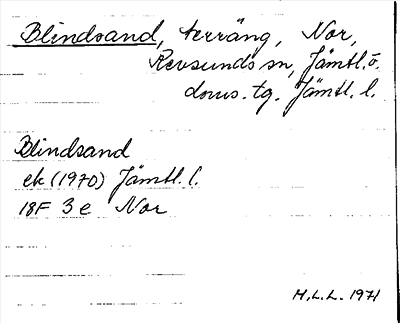 Blindsand, terräng, Nor,
Revsunds sn, Jämtl. ö.
doms. tg. Jämtl. l.
Blindsand
ek (1970) Jämtl. l.
18F 3e Nor
H.L.L. 1971